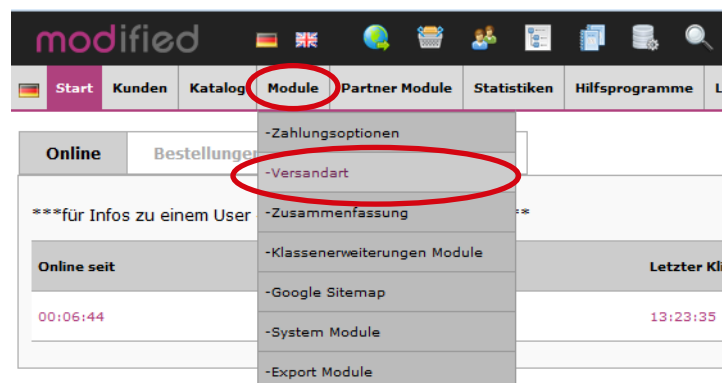 modified
Start Kunden Katalog Module Partner Module Statistiken Hilfsprogramme
Online Bestellungen
-Zahlungsoptionen
-Versandart
***für Infos zu einem User **
-Zusammenfassung
-Klassenerweiterungen Module
Online seit Letzter
-Google Sitemap
00:06:44 13:23:35
-System Module
-Export Module